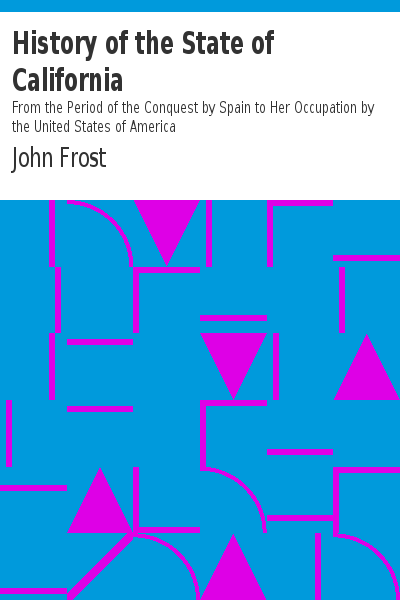 History of the State of
California
From the Period of the Conquest by Spain to Her Occupation by
the United States of America
John Frost